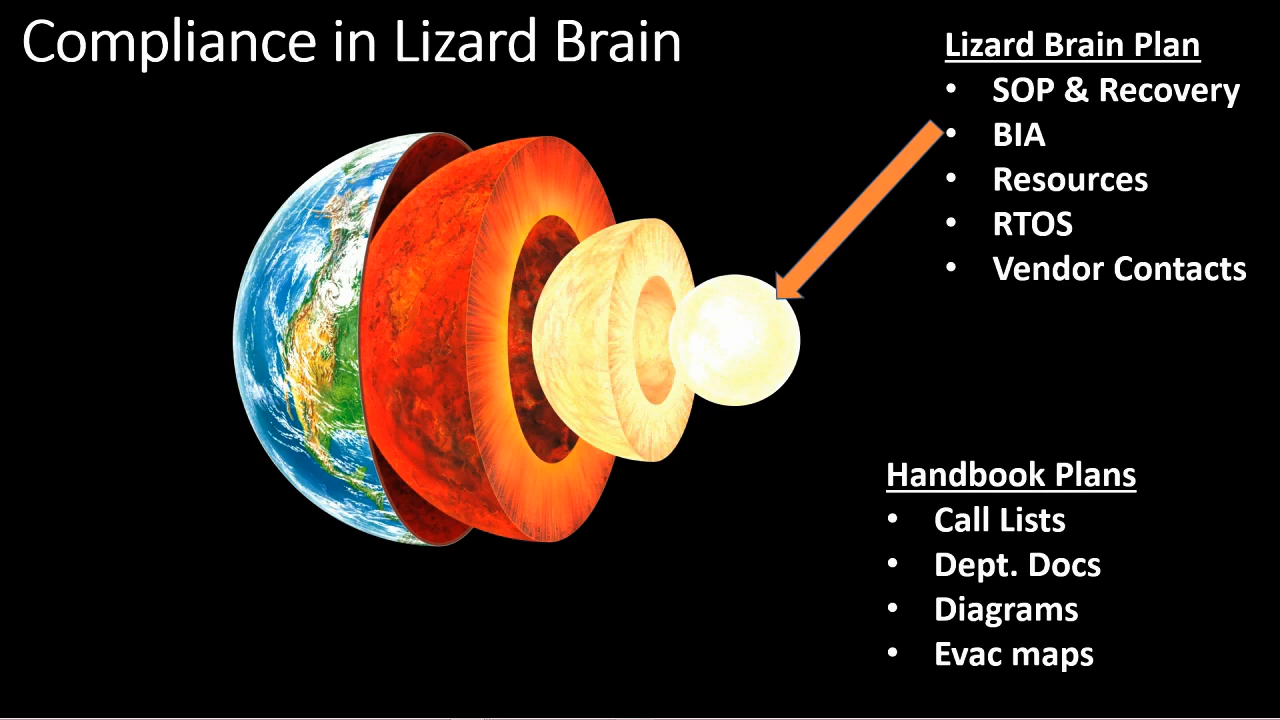 Compliance in Lizard Brain
Lizard Brain Plan
• SOP & Recovery
• BIA
• Resources
• RTOS
• Vendor Contacts
Handbook Plans
• Call Lists
• Dept. Docs
• Diagrams
• Evac maps